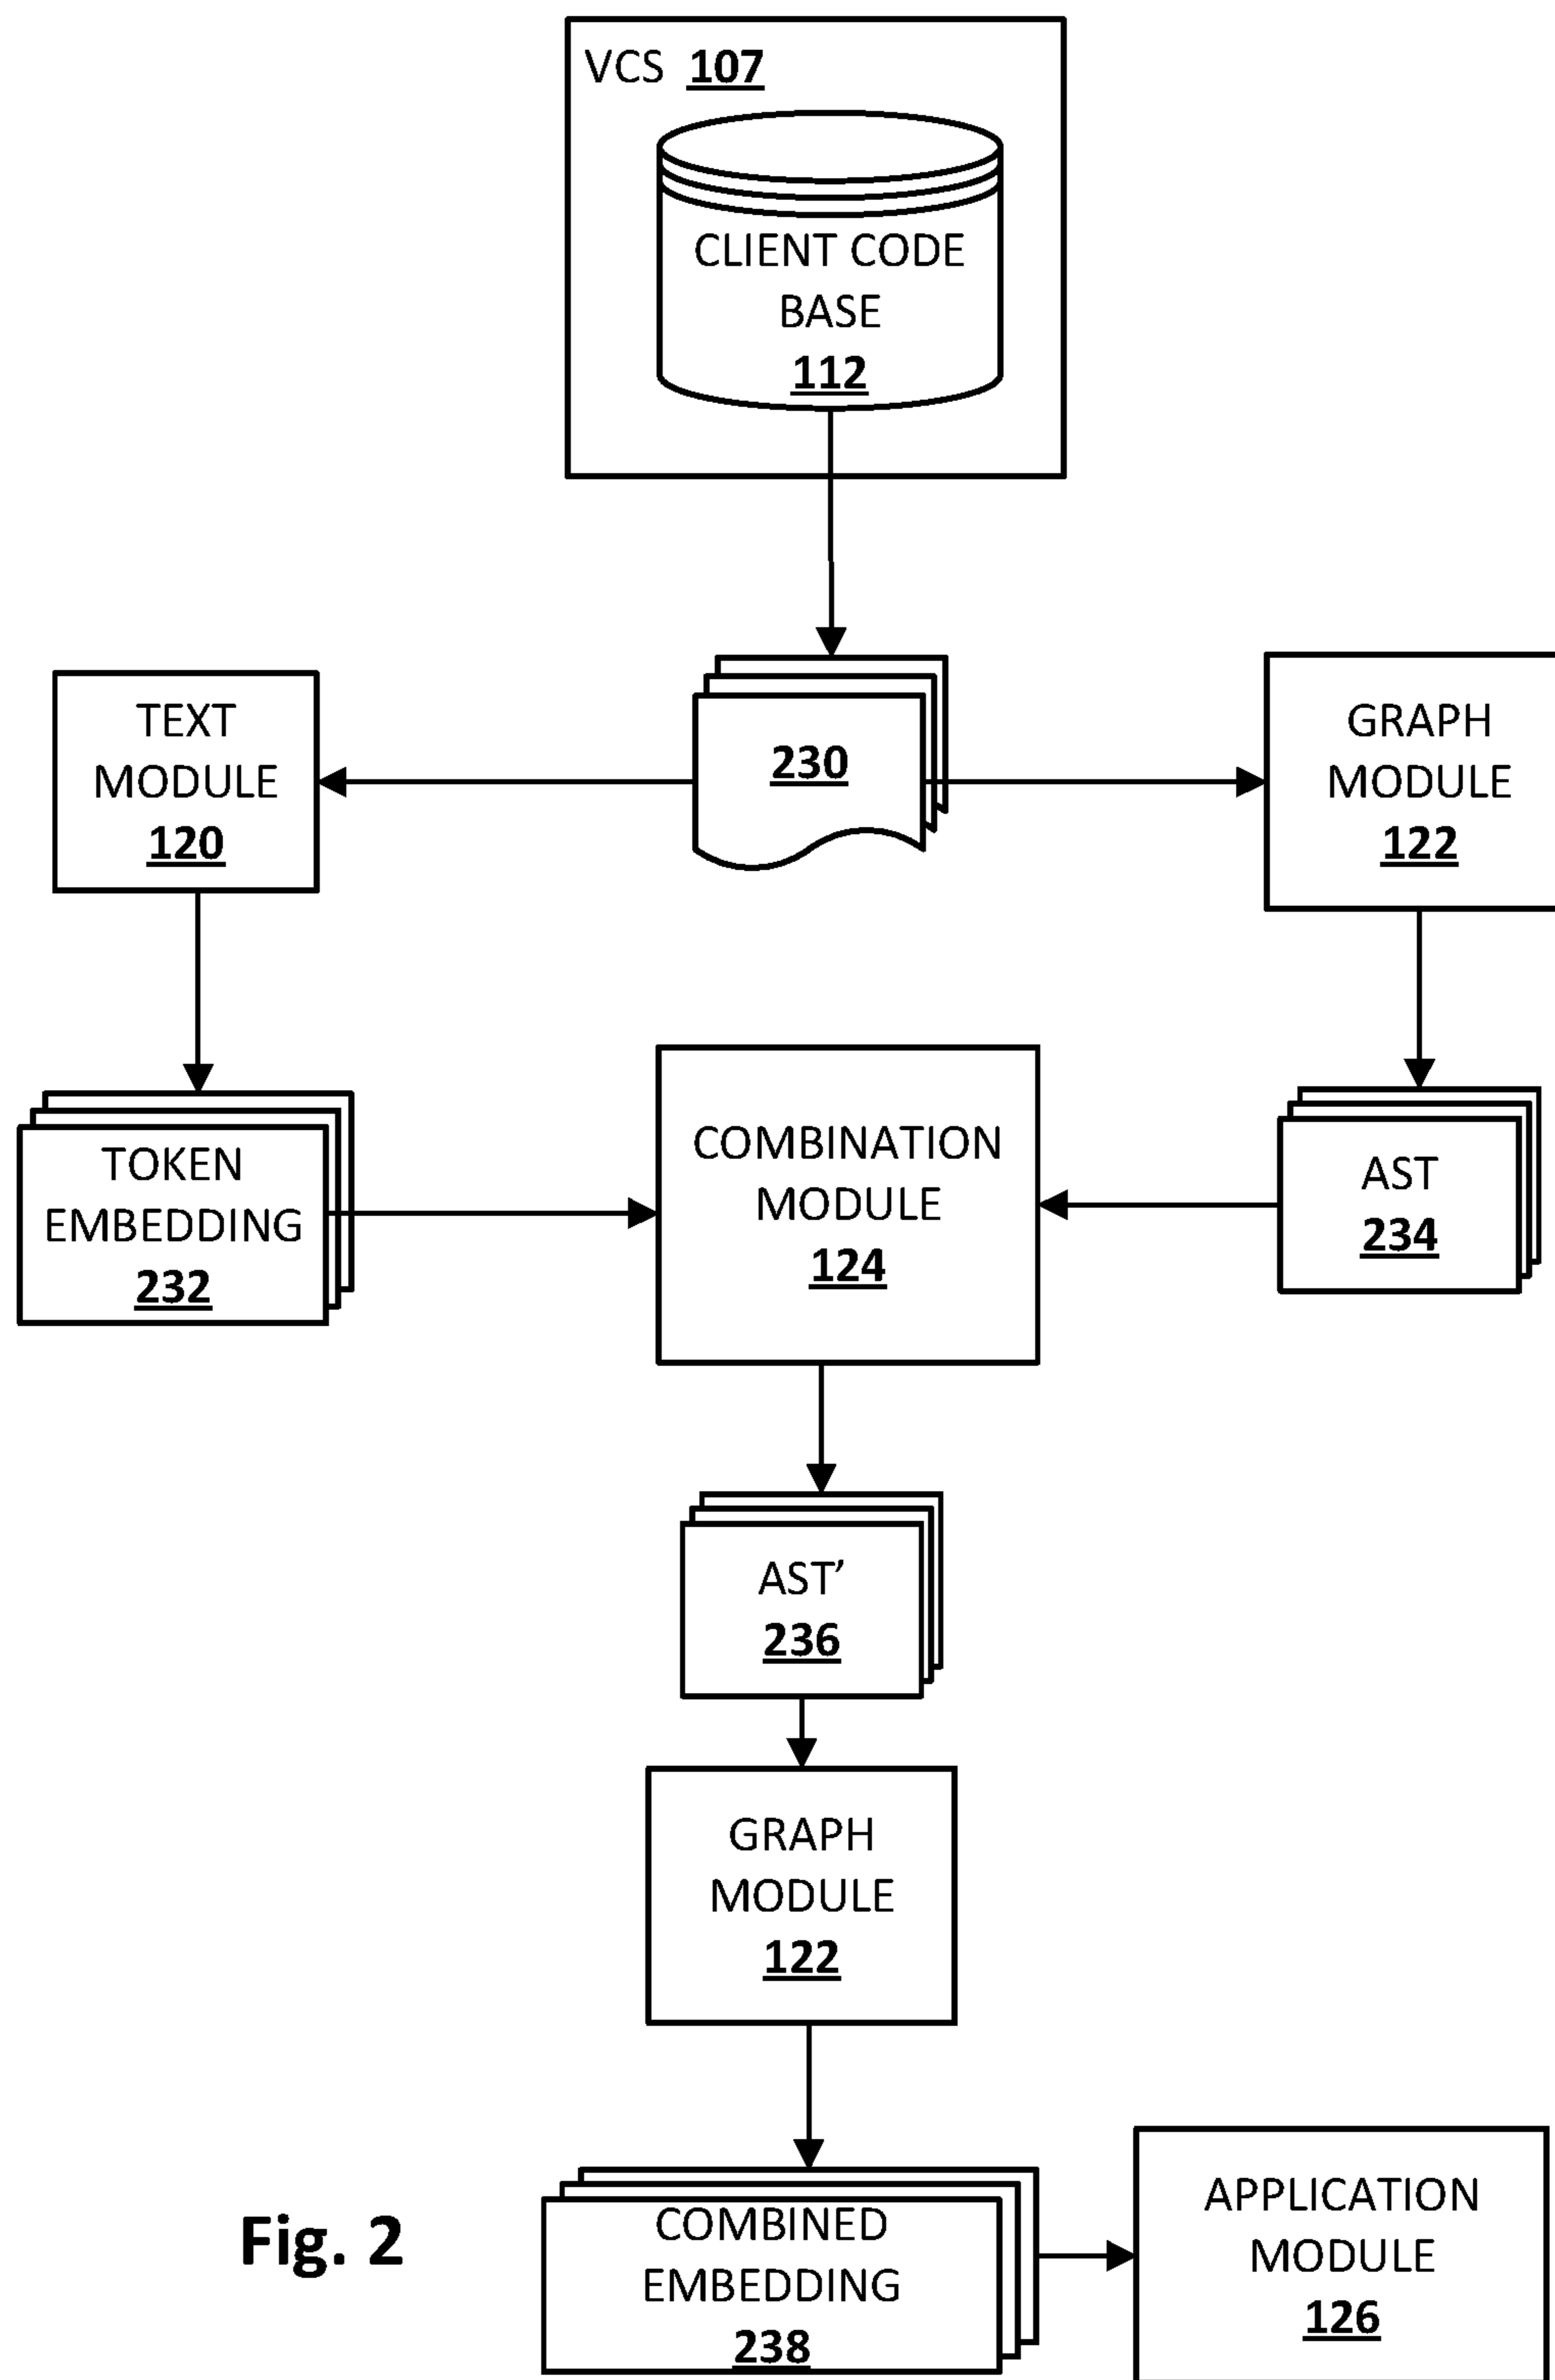 VCS 107
CLIENT CODE
BASE
112
TEXT
MODULE
120
230
GRAPH
MODULE
122
TOKEN
EMBEDDING
232
COMBINATION
MODULE
124
AST
234
AST’
236
GRAPH
MODULE
122
Fig. 2
COMBINED
EMBEDDING
238
APPLICATION
MODULE
126